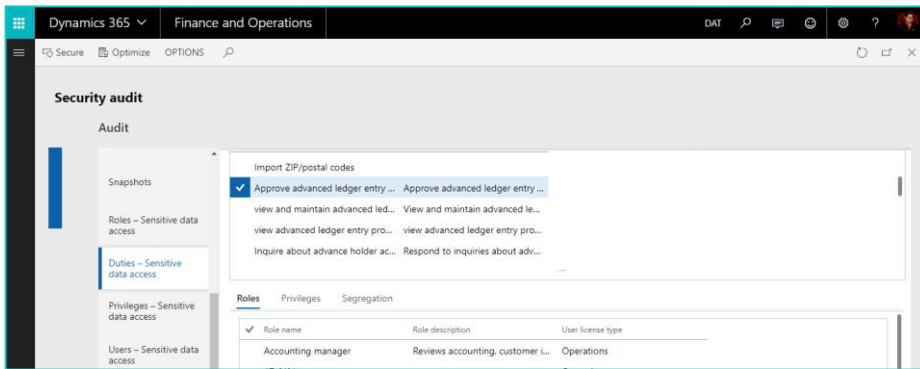 Dynamics 365 Finance and Operations DAT ?
Secure Optimize OPTIONS
Security audit
Audit
Snapshots
Roles – Sensitive data
access
Duties – Sensitive
data access
Privileges – Sensitive
data access
Users – Sensitive data
access
Import ZIP/postal codes
Approve advanced ledger entry ... Approve advanced ledger entry ...
view and maintain advanced led... View and maintain advanced le...
view advanced ledger entry pro... view advanced ledger entry pro...
Inquire about advance holder ac... Respond to inquiries about adv...
...
Roles Privileges Segregation
Role name Role description User license type
Accounting manager Reviews accounting, customer i... Operations